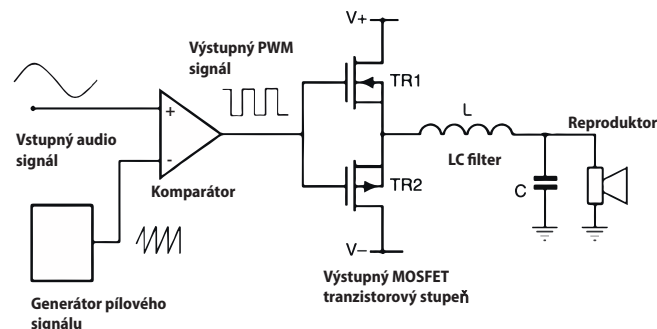 V+
Výstupný PWM
signál
TR1
+
L
Reproduktor
Vstupný audio
signál
-
Komparátor
LC filter
TR2
C
V-
Generátor pílového
signálu
Výstupný MOSFET
tranzistorový stupeň